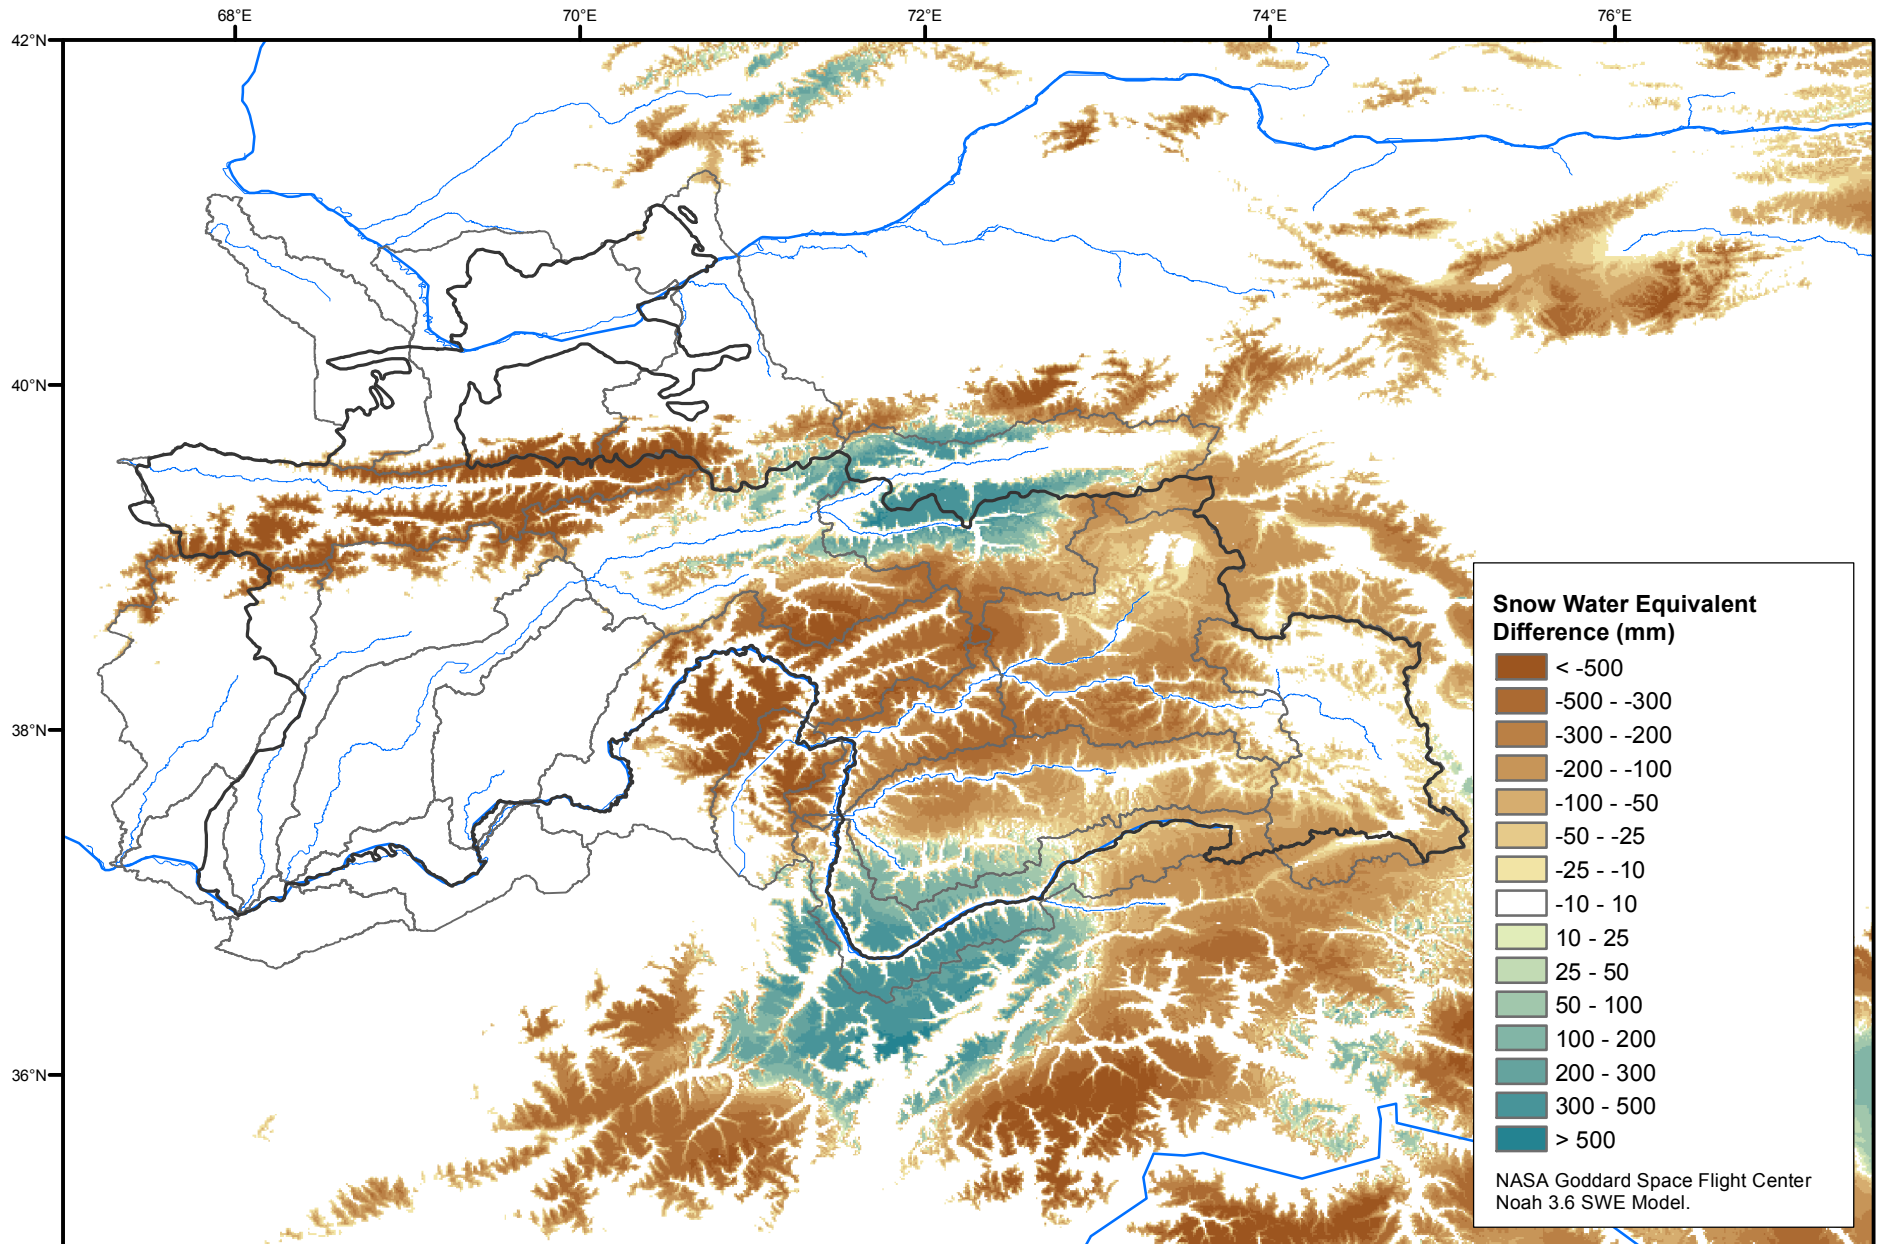 68°E
70°E
72°E
74°E
76°E
42°N
40°N
38°N
36°N
Snow Water Equivalent
Difference (mm)
< -500
-500 - -300
-300 - -200
-200 - -100
-100 - -50
-50 - -25
-25 - -10
-10 - 10
10 - 25
25 - 50
50 - 100
100 - 200
200 - 300
300 - 500
> 500
NASA Goddard Space Flight Center
Noah 3.6 SWE Model.